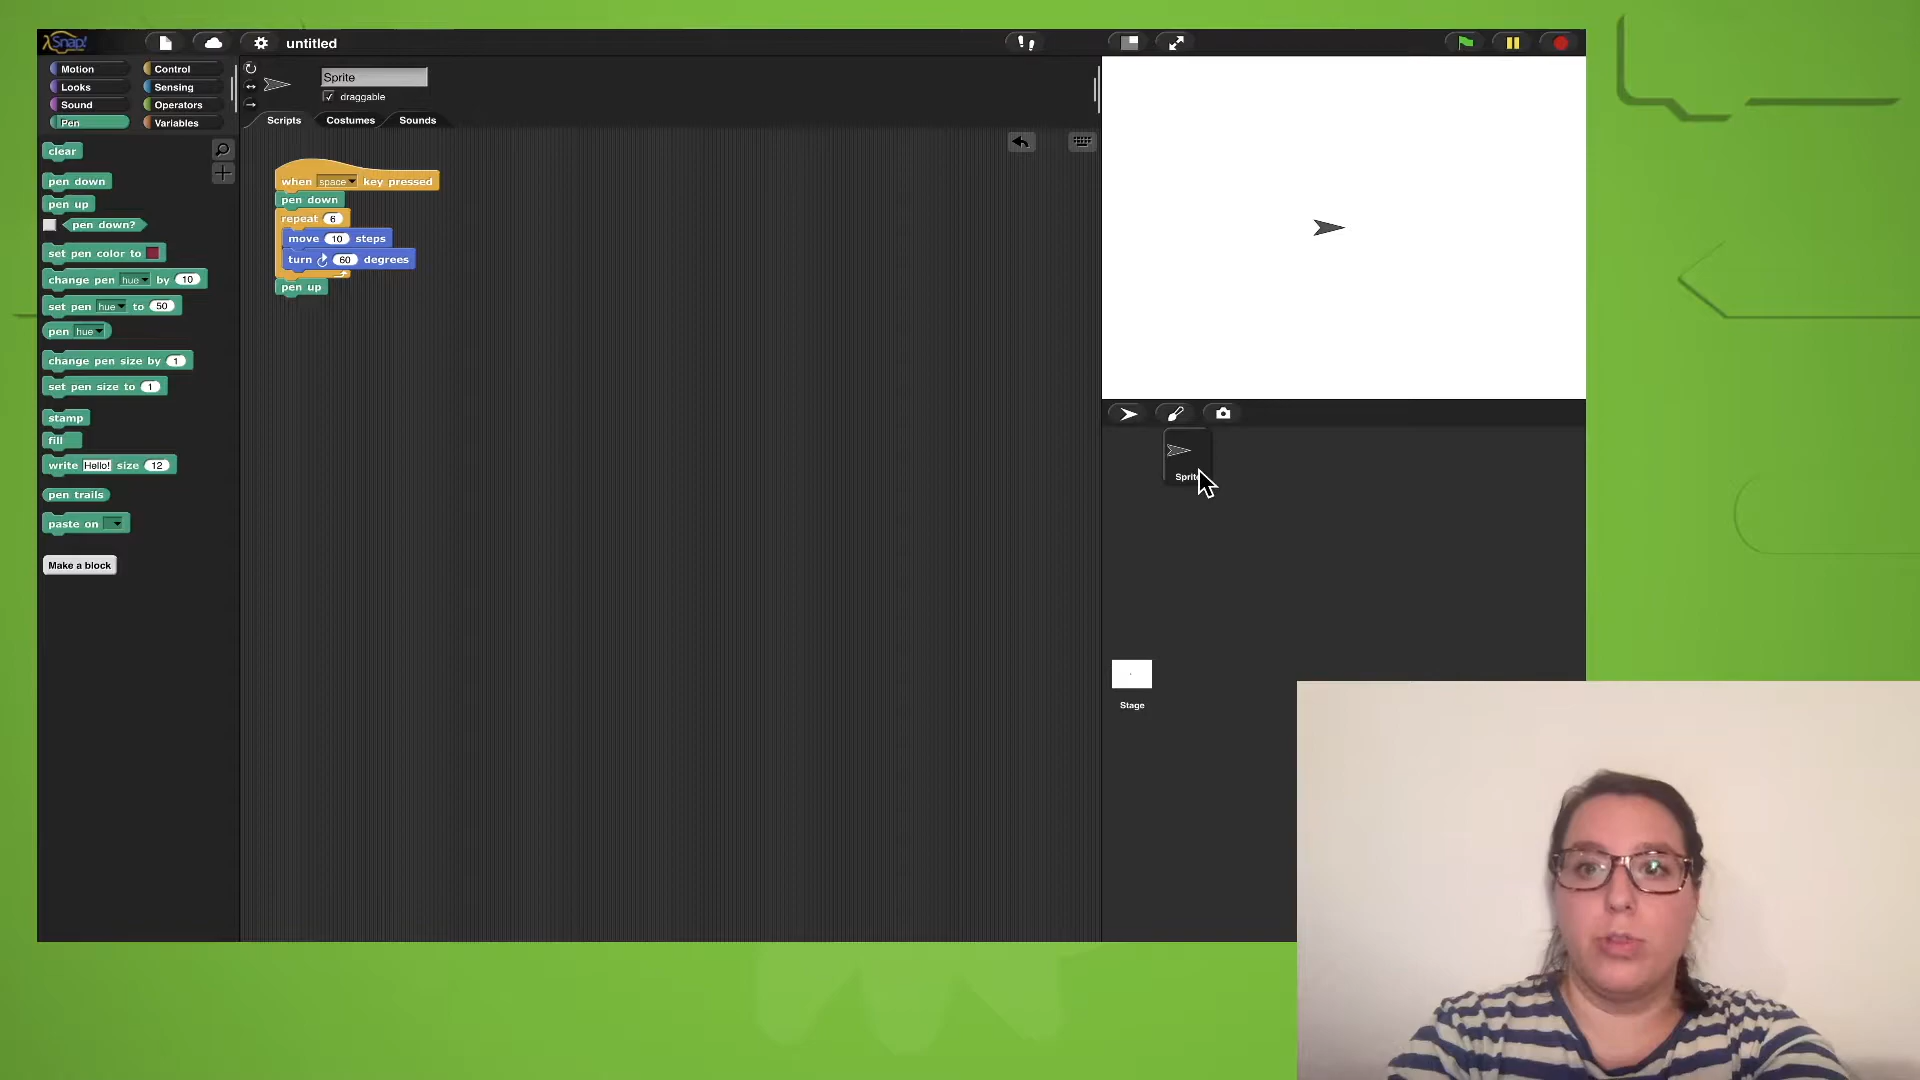 Snap!
untitled
Motion
Control
Looks
Sensing
Sound
Operators
Pen
Variables
Sprite
draggable
Scripts
Costumes
Sounds
clear
pen down
pen up
pen down?
set pen color to
change pen hue by 10
set pen hue to 50
pen hue
change pen size by 1
set pen size to 1
stamp
fill
write Hello! size 12
pen trails
paste on
Make a block
when space key pressed
pen down
repeat 6
move 10 steps
turn 60 degrees
pen up
Sprite
Stage